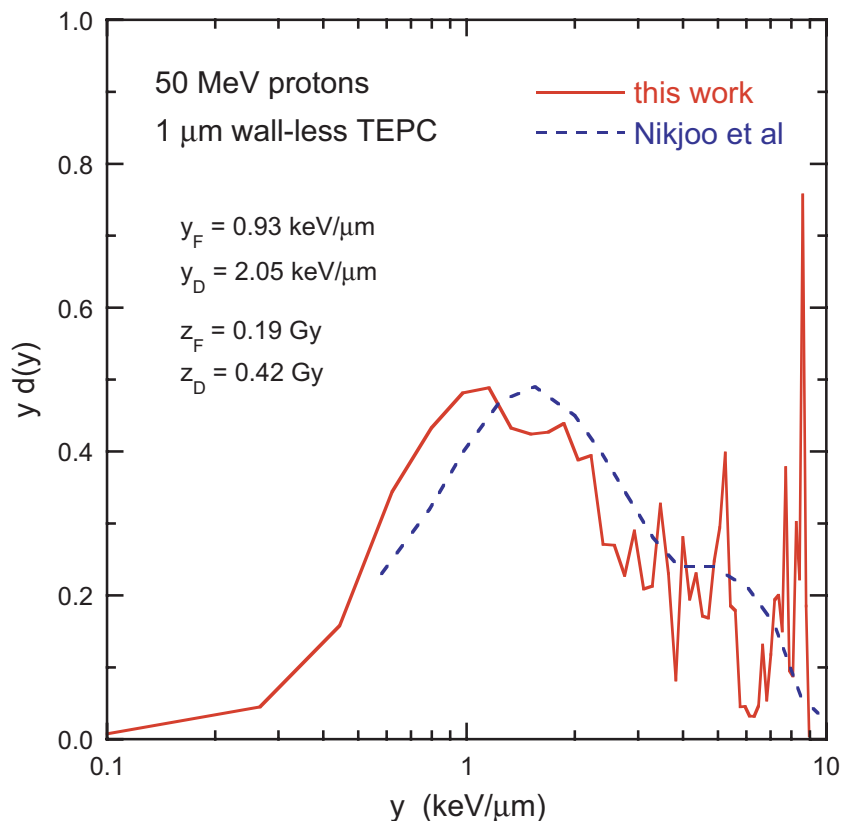 1.0
50 MeV protons
this work
1 μm wall-less TEPC
Nikjoo et al
0.8
y_F = 0.93 keV/μm
y_D = 2.05 keV/μm
0.6
z_F = 0.19 Gy
z_D = 0.42 Gy
y d(y)
0.4
0.2
0.0
0.1
1
10
y (keV/μm)